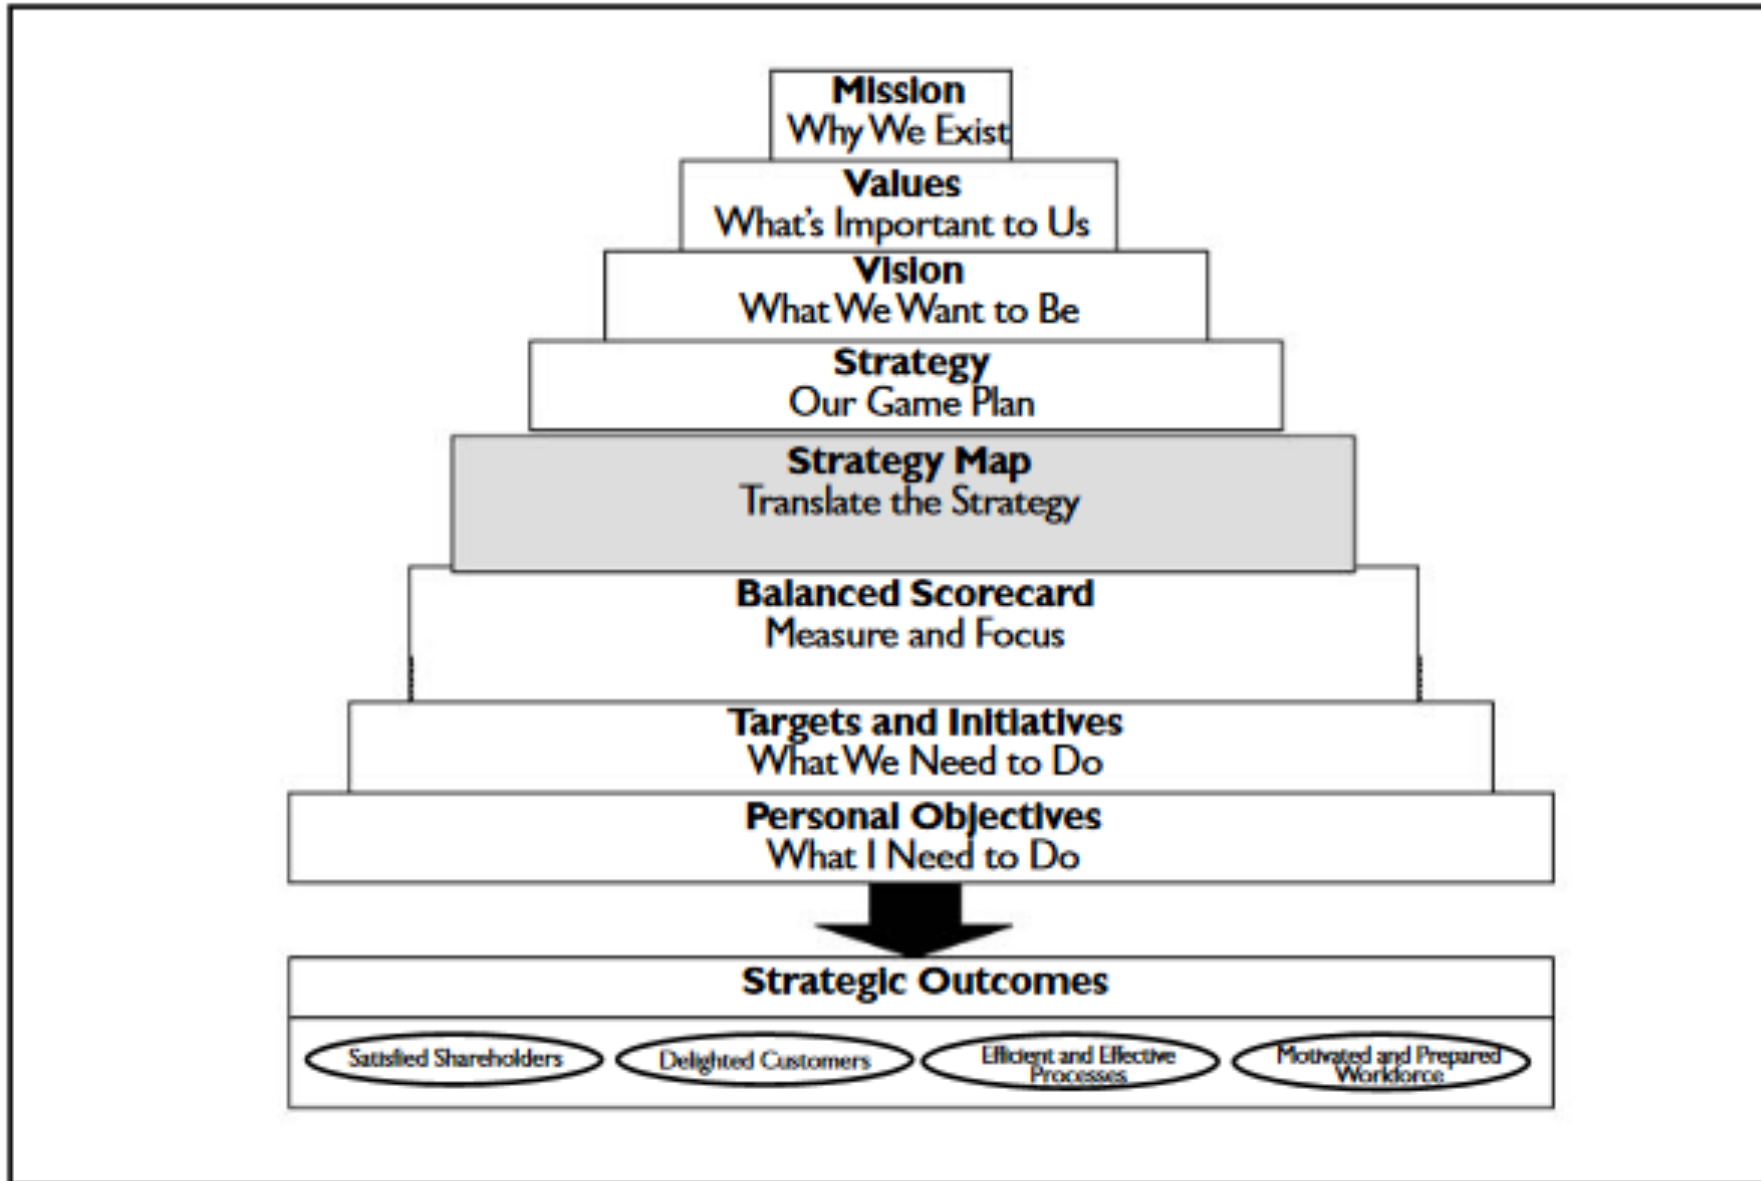 Mission
Why We Exist
Values
What's Important to Us
Vision
What We Want to Be
Strategy
Our Game Plan
Strategy Map
Translate the Strategy
Balanced Scorecard
Measure and Focus
Targets and Initiatives
What We Need to Do
Personal Objectives
What I Need to Do
Strategic Outcomes
Satisfied Shareholders
Delighted Customers
Efficient and Effective
Processes
Motivated and Prepared
Workforce